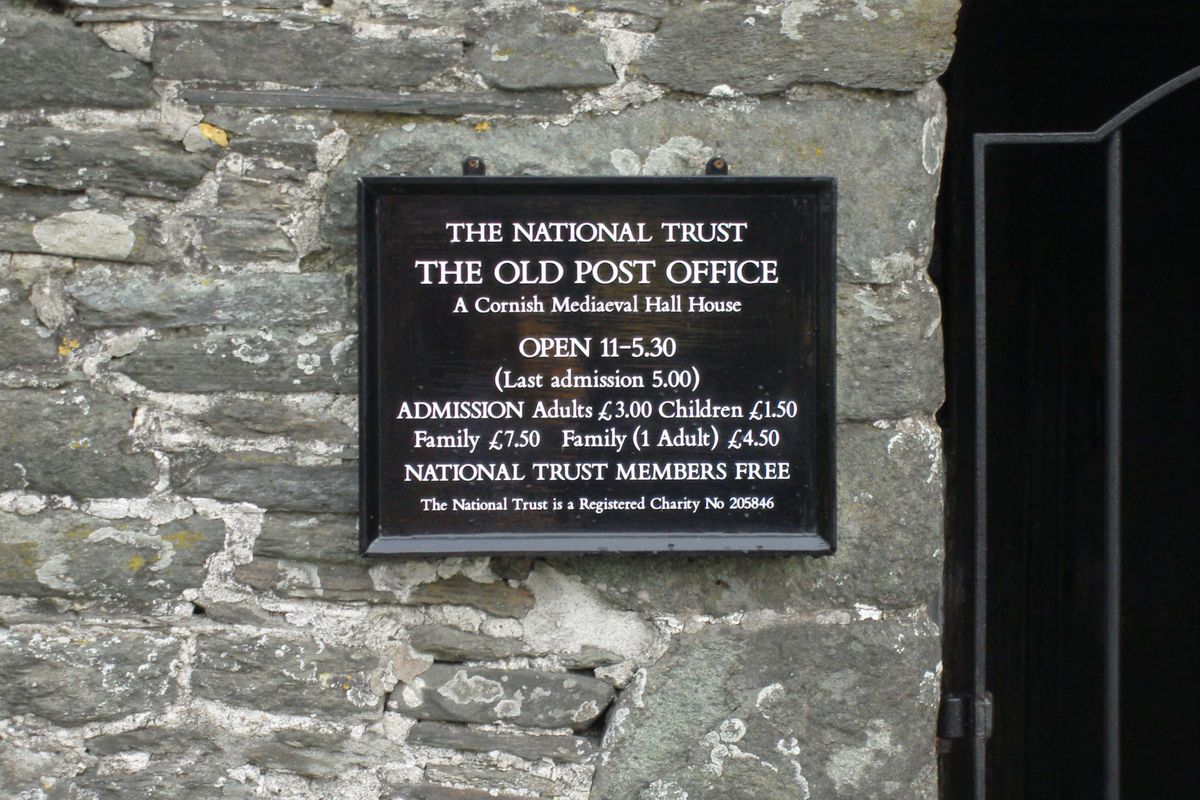 THE NATIONAL TRUST
THE OLD POST OFFICE
A Cornish Mediaeval Hall House
OPEN 11-5.30
(Last admission 5.00)
ADMISSION Adults £3.00 Children £1.50
Family £7.50 Family (1 Adult) £4.50
NATIONAL TRUST MEMBERS FREE
The National Trust is a Registered Charity No 205846